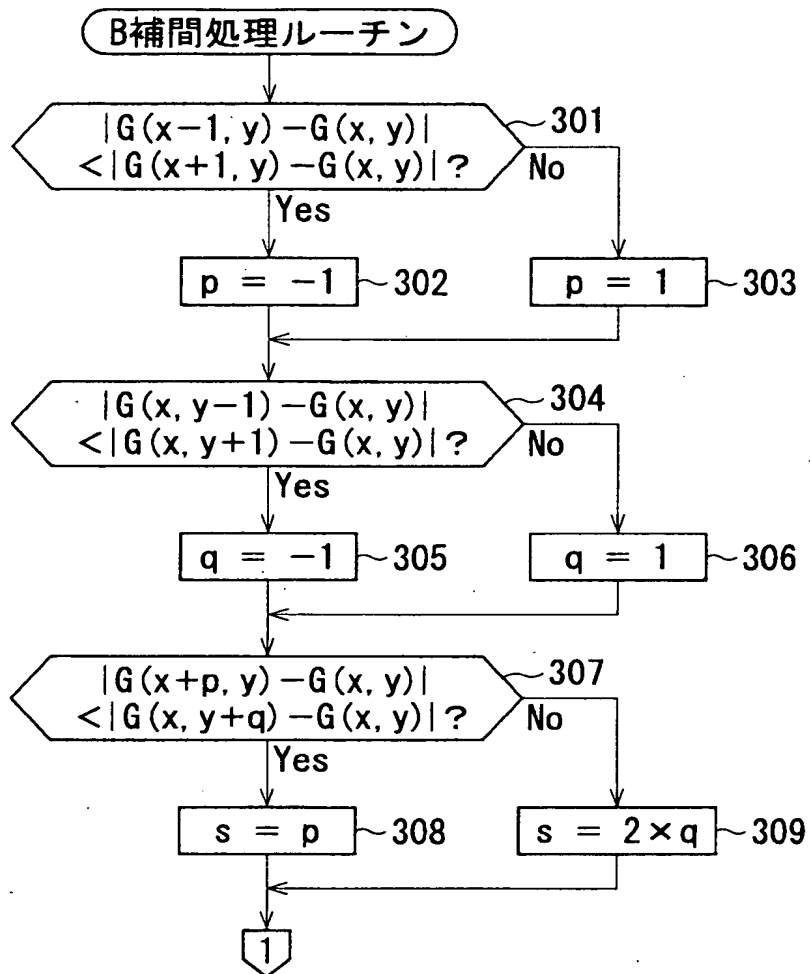 B補間処理ルーチン
|G(x−1, y)−G(x, y)|
<|G(x+1, y)−G(x, y)|?
301
No
Yes
p = −1
302
p = 1
303
|G(x, y−1)−G(x, y)|
<|G(x, y+1)−G(x, y)|?
304
No
Yes
q = −1
305
q = 1
306
|G(x+p, y)−G(x, y)|
<|G(x, y+q)−G(x, y)|?
307
No
Yes
s = p
308
s = 2×q
309
1